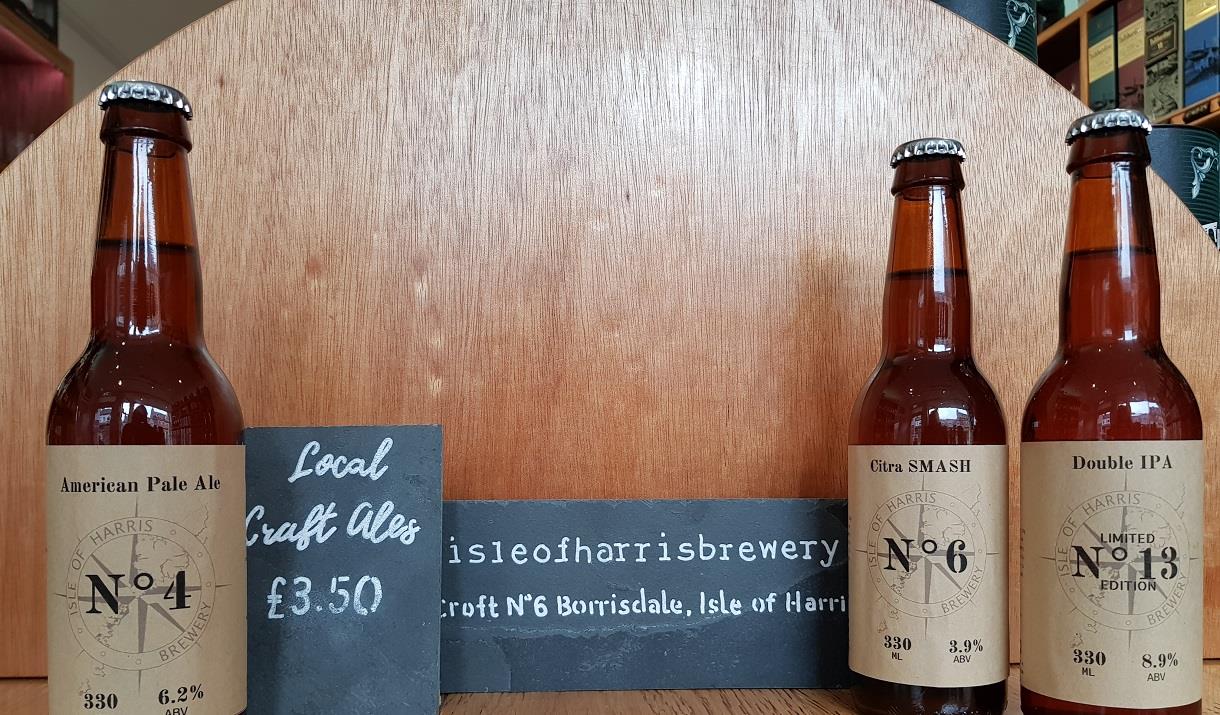 American Pale Ale
ISLE OF HARRIS
BREWERY
N°4
330
6.2%
ABV
Local
Craft Ales
£3.50
isleofharrisbrewery
Croft N°6 Borrisdale, Isle of Harri
Citra SMASH
ISLE OF HARRIS
BREWERY
N°6
330
ML
3.9%
ABV
Double IPA
ISLE OF HARRIS
BREWERY
LIMITED
N°13
EDITION
330
ML
8.9%
ABV